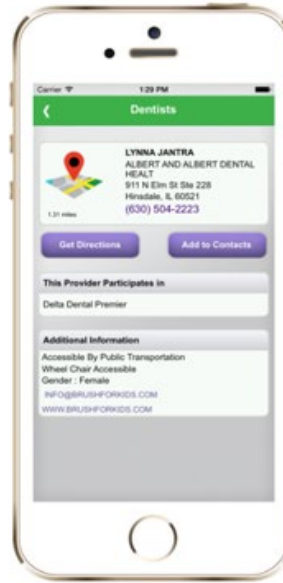 Carrier 1:29 PM
Dentists
LYNNA JANTRA
ALBERT AND ALBERT DENTAL
HEALT
911 N Elm St Ste 228
Hinsdale, IL 60521
(630) 504-2223
1.31 miles
Get Directions Add to Contacts
This Provider Participates in
Delta Dental Premier
Additional Information
Accessible By Public Transportation
Wheel Chair Accessible
Gender : Female
INFO@BRUSHFORKIDS.COM
WWW.BRUSHFORKIDS.COM